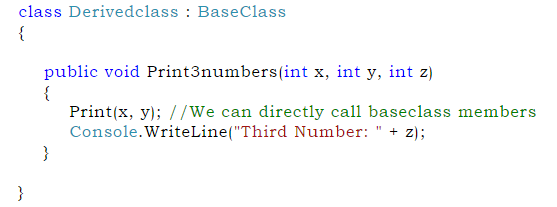 class Derivedclass : BaseClass
{
public void Print3numbers(int x, int y, int z)
{
Print(x, y); //We can directly call baseclass members
Console.WriteLine("Third Number: " + z);
}
}